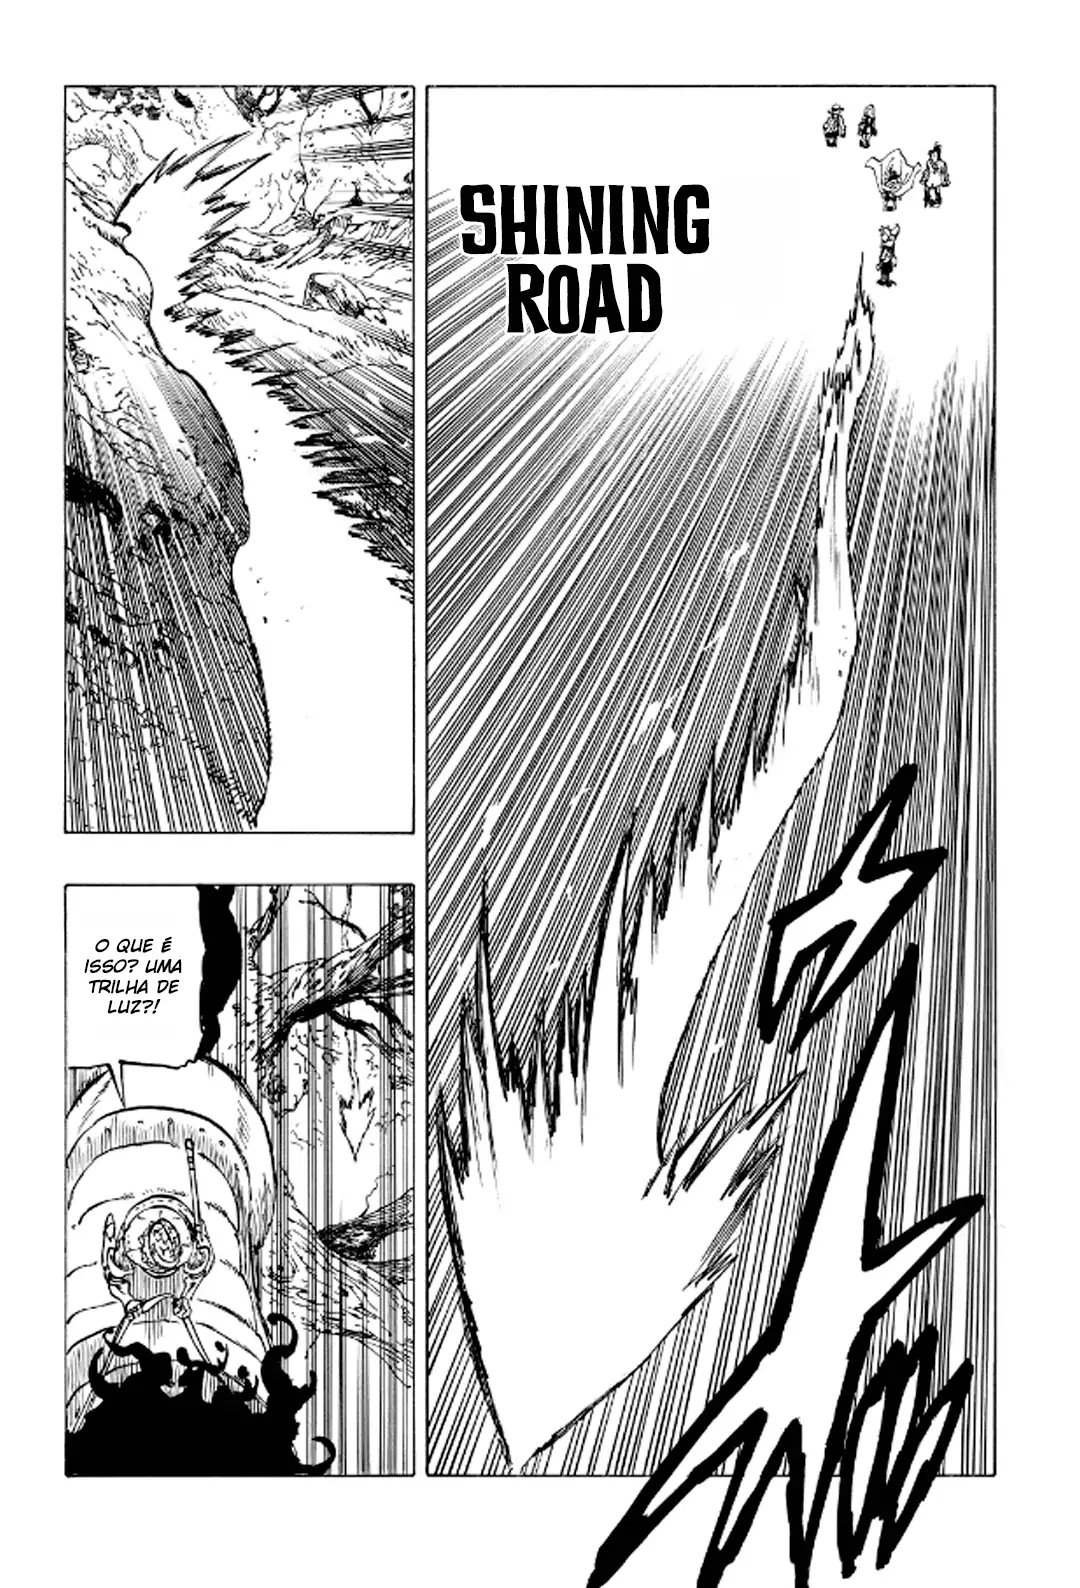 SHINING
ROAD
O QUE É
ISSO? UMA
TRILHA DE
LUZ?!